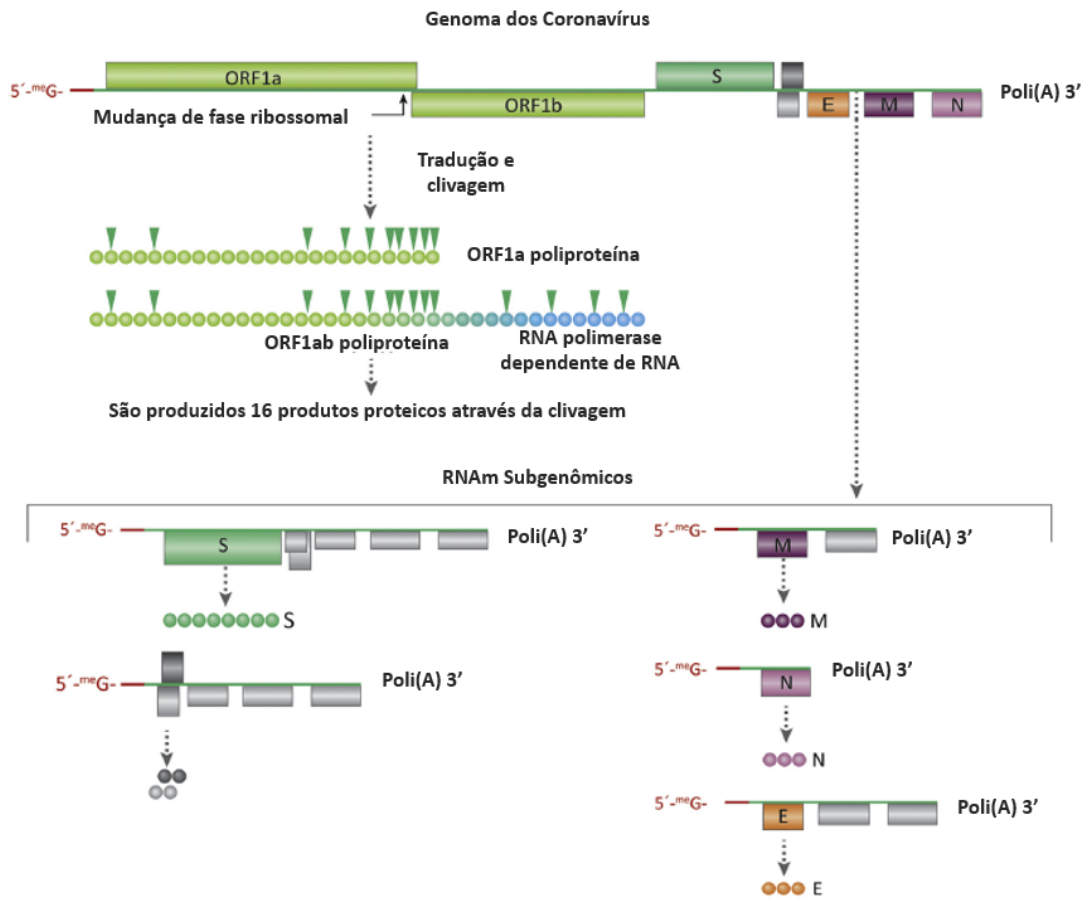 Genoma dos Coronavírus
5´-meG-
ORF1a
S
Poli(A) 3’
Mudança de fase ribossomal
ORF1b
E
M
N
Tradução e
clivagem
ORF1a poliproteína
ORF1ab poliproteína
RNA polimerase
dependente de RNA
São produzidos 16 produtos proteicos através da clivagem
RNAm Subgenômicos
5´-meG-
S
Poli(A) 3’
S
5´-meG-
Poli(A) 3’
5´-meG-
M
Poli(A) 3’
M
5´-meG-
N
Poli(A) 3’
N
5´-meG-
E
Poli(A) 3’
E